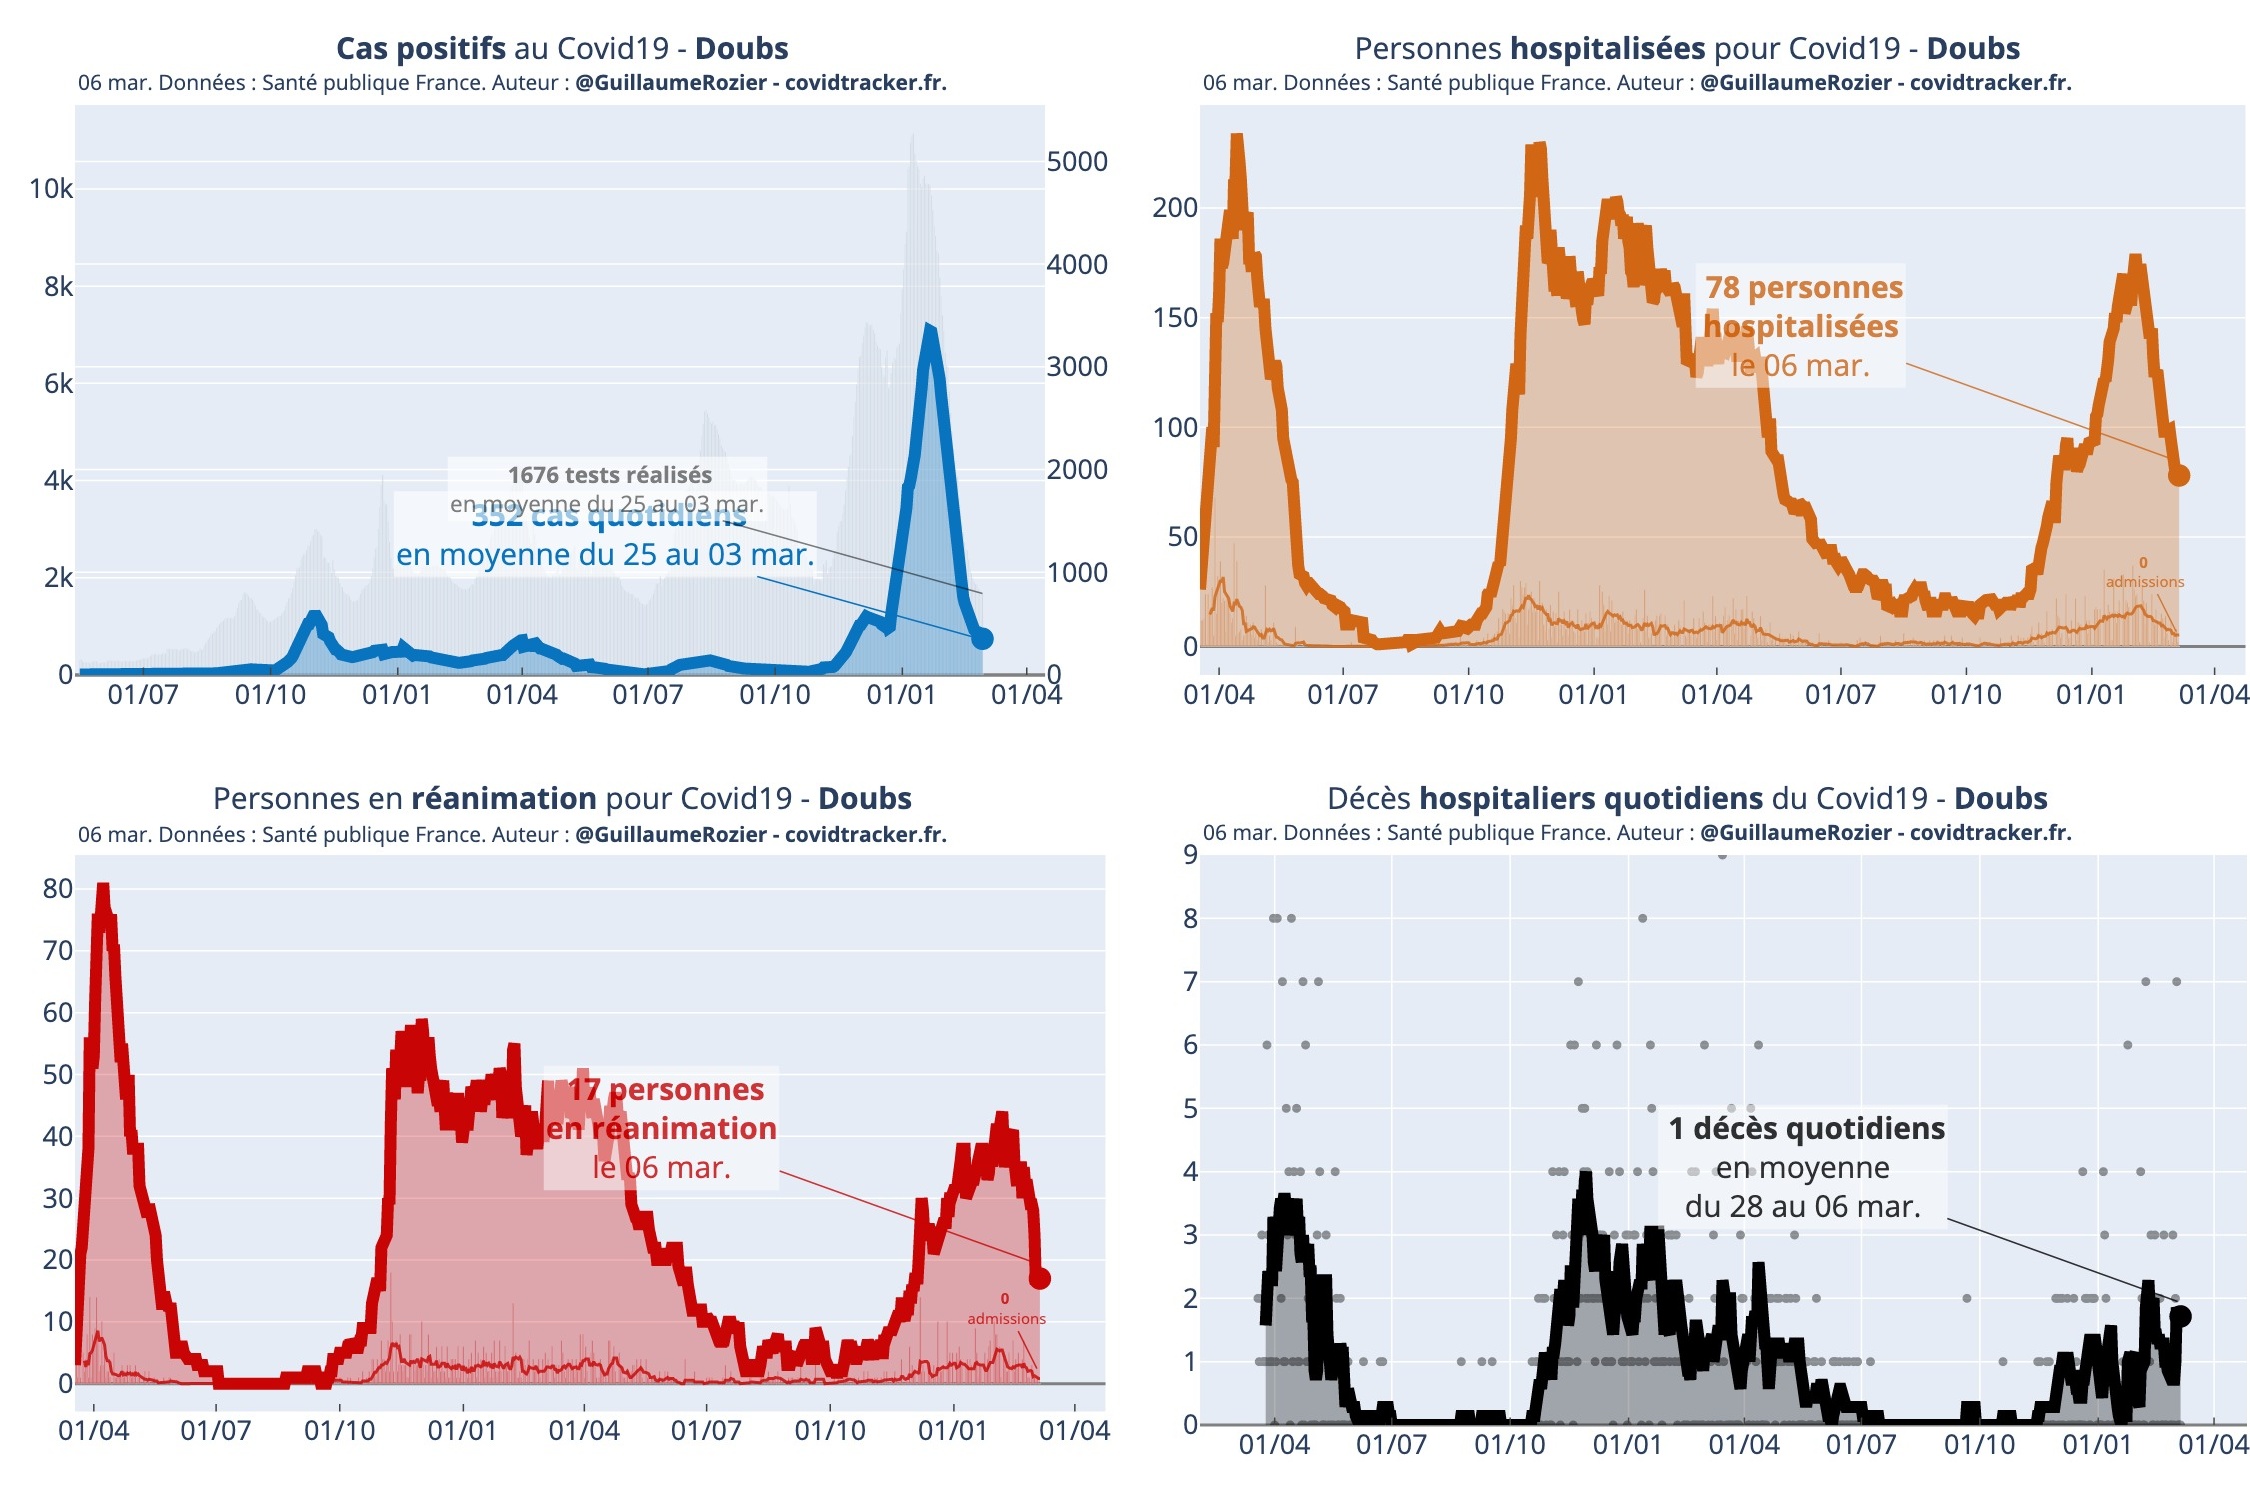 Cas positifs au Covid19 - Doubs
06 mar. Données : Santé publique France. Auteur : @GuillaumeRozier - covidtracker.fr.
10k
8k
6k
4k
2k
0
5000
4000
3000
2000
1000
0
1676 tests réalisés
en moyenne du 25 au 03 mar.
352 cas quotidiens
en moyenne du 25 au 03 mar.
01/07 01/10 01/01 01/04 01/07 01/10 01/01 01/04
Personnes hospitalisées pour Covid19 - Doubs
06 mar. Données : Santé publique France. Auteur : @GuillaumeRozier - covidtracker.fr.
200
150
100
50
0
78 personnes
hospitalisées
le 06 mar.
0
admissions
01/04 01/07 01/10 01/01 01/04 01/07 01/10 01/01 01/04
Personnes en réanimation pour Covid19 - Doubs
06 mar. Données : Santé publique France. Auteur : @GuillaumeRozier - covidtracker.fr.
80
70
60
50
40
30
20
10
0
17 personnes
en réanimation
le 06 mar.
0
admissions
01/04 01/07 01/10 01/01 01/04 01/07 01/10 01/01 01/04
Décès hospitaliers quotidiens du Covid19 - Doubs
06 mar. Données : Santé publique France. Auteur : @GuillaumeRozier - covidtracker.fr.
9
8
7
6
5
4
3
2
1
0
1 décès quotidiens
en moyenne
du 28 au 06 mar.
01/04 01/07 01/10 01/01 01/04 01/07 01/10 01/01 01/04